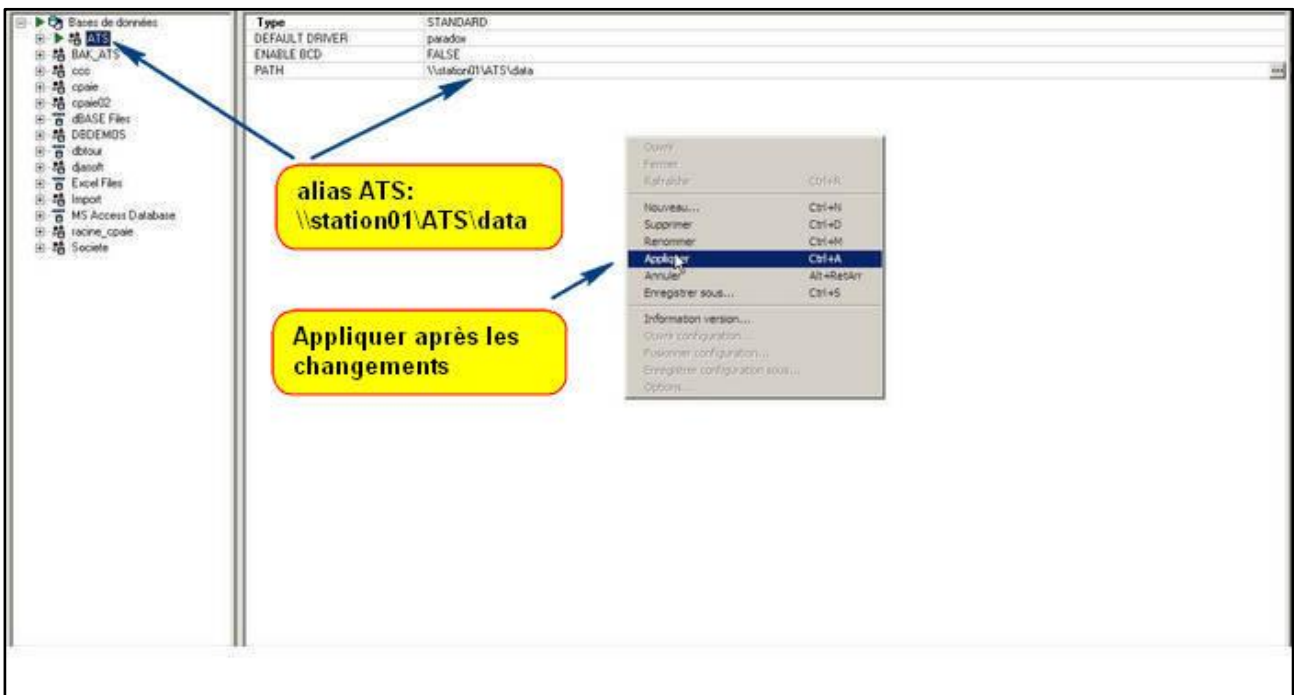 Bases de données
ATS
BAK_ATS
ccc
cpaie
cpaie02
dBASE Files
DBDEMOS
dbtour
djasoft
Excel Files
Import
MS Access Database
racine_cpaie
Societe
Type STANDARD
DEFAULT DRIVER paradox
ENABLE BCD FALSE
PATH \\station01\ATS\data
alias ATS:
\\station01\ATS\data
Appliquer après les
changements
Ouvrir
Fermer
Rafraîchir Ctrl+R
Nouveau... Ctrl+N
Supprimer Ctrl+D
Renommer Ctrl+M
Appliquer Ctrl+A
Annuler Alt+RetArr
Enregistrer sous... Ctrl+S
Information version...
Ouvrir configuration...
Fusionner configuration...
Enregistrer configuration sous...
Options...